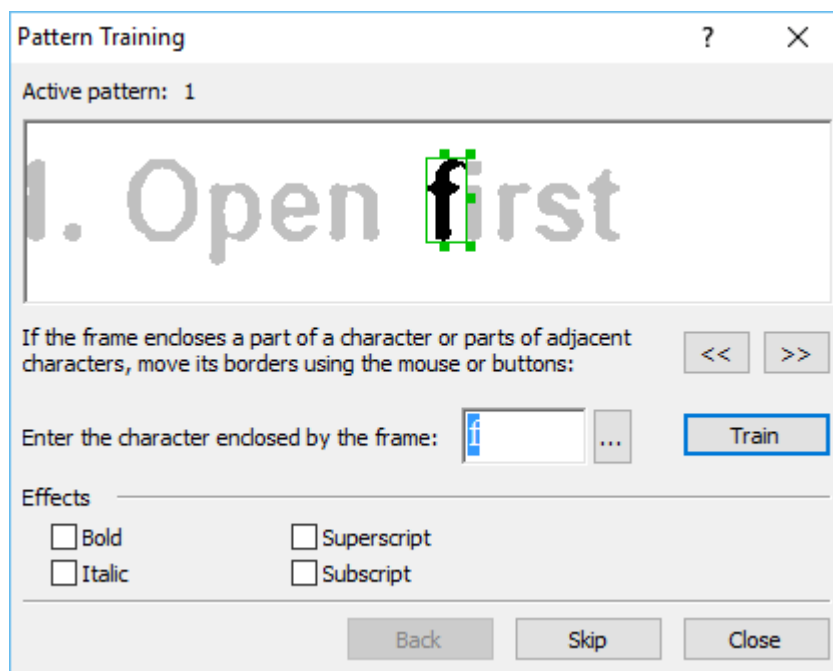 Pattern Training ? X
Active pattern: 1
1. Open first
If the frame encloses a part of a character or parts of adjacent
characters, move its borders using the mouse or buttons:
<< >>
Enter the character enclosed by the frame: f ... Train
Effects
Bold Superscript
Italic Subscript
Back Skip Close